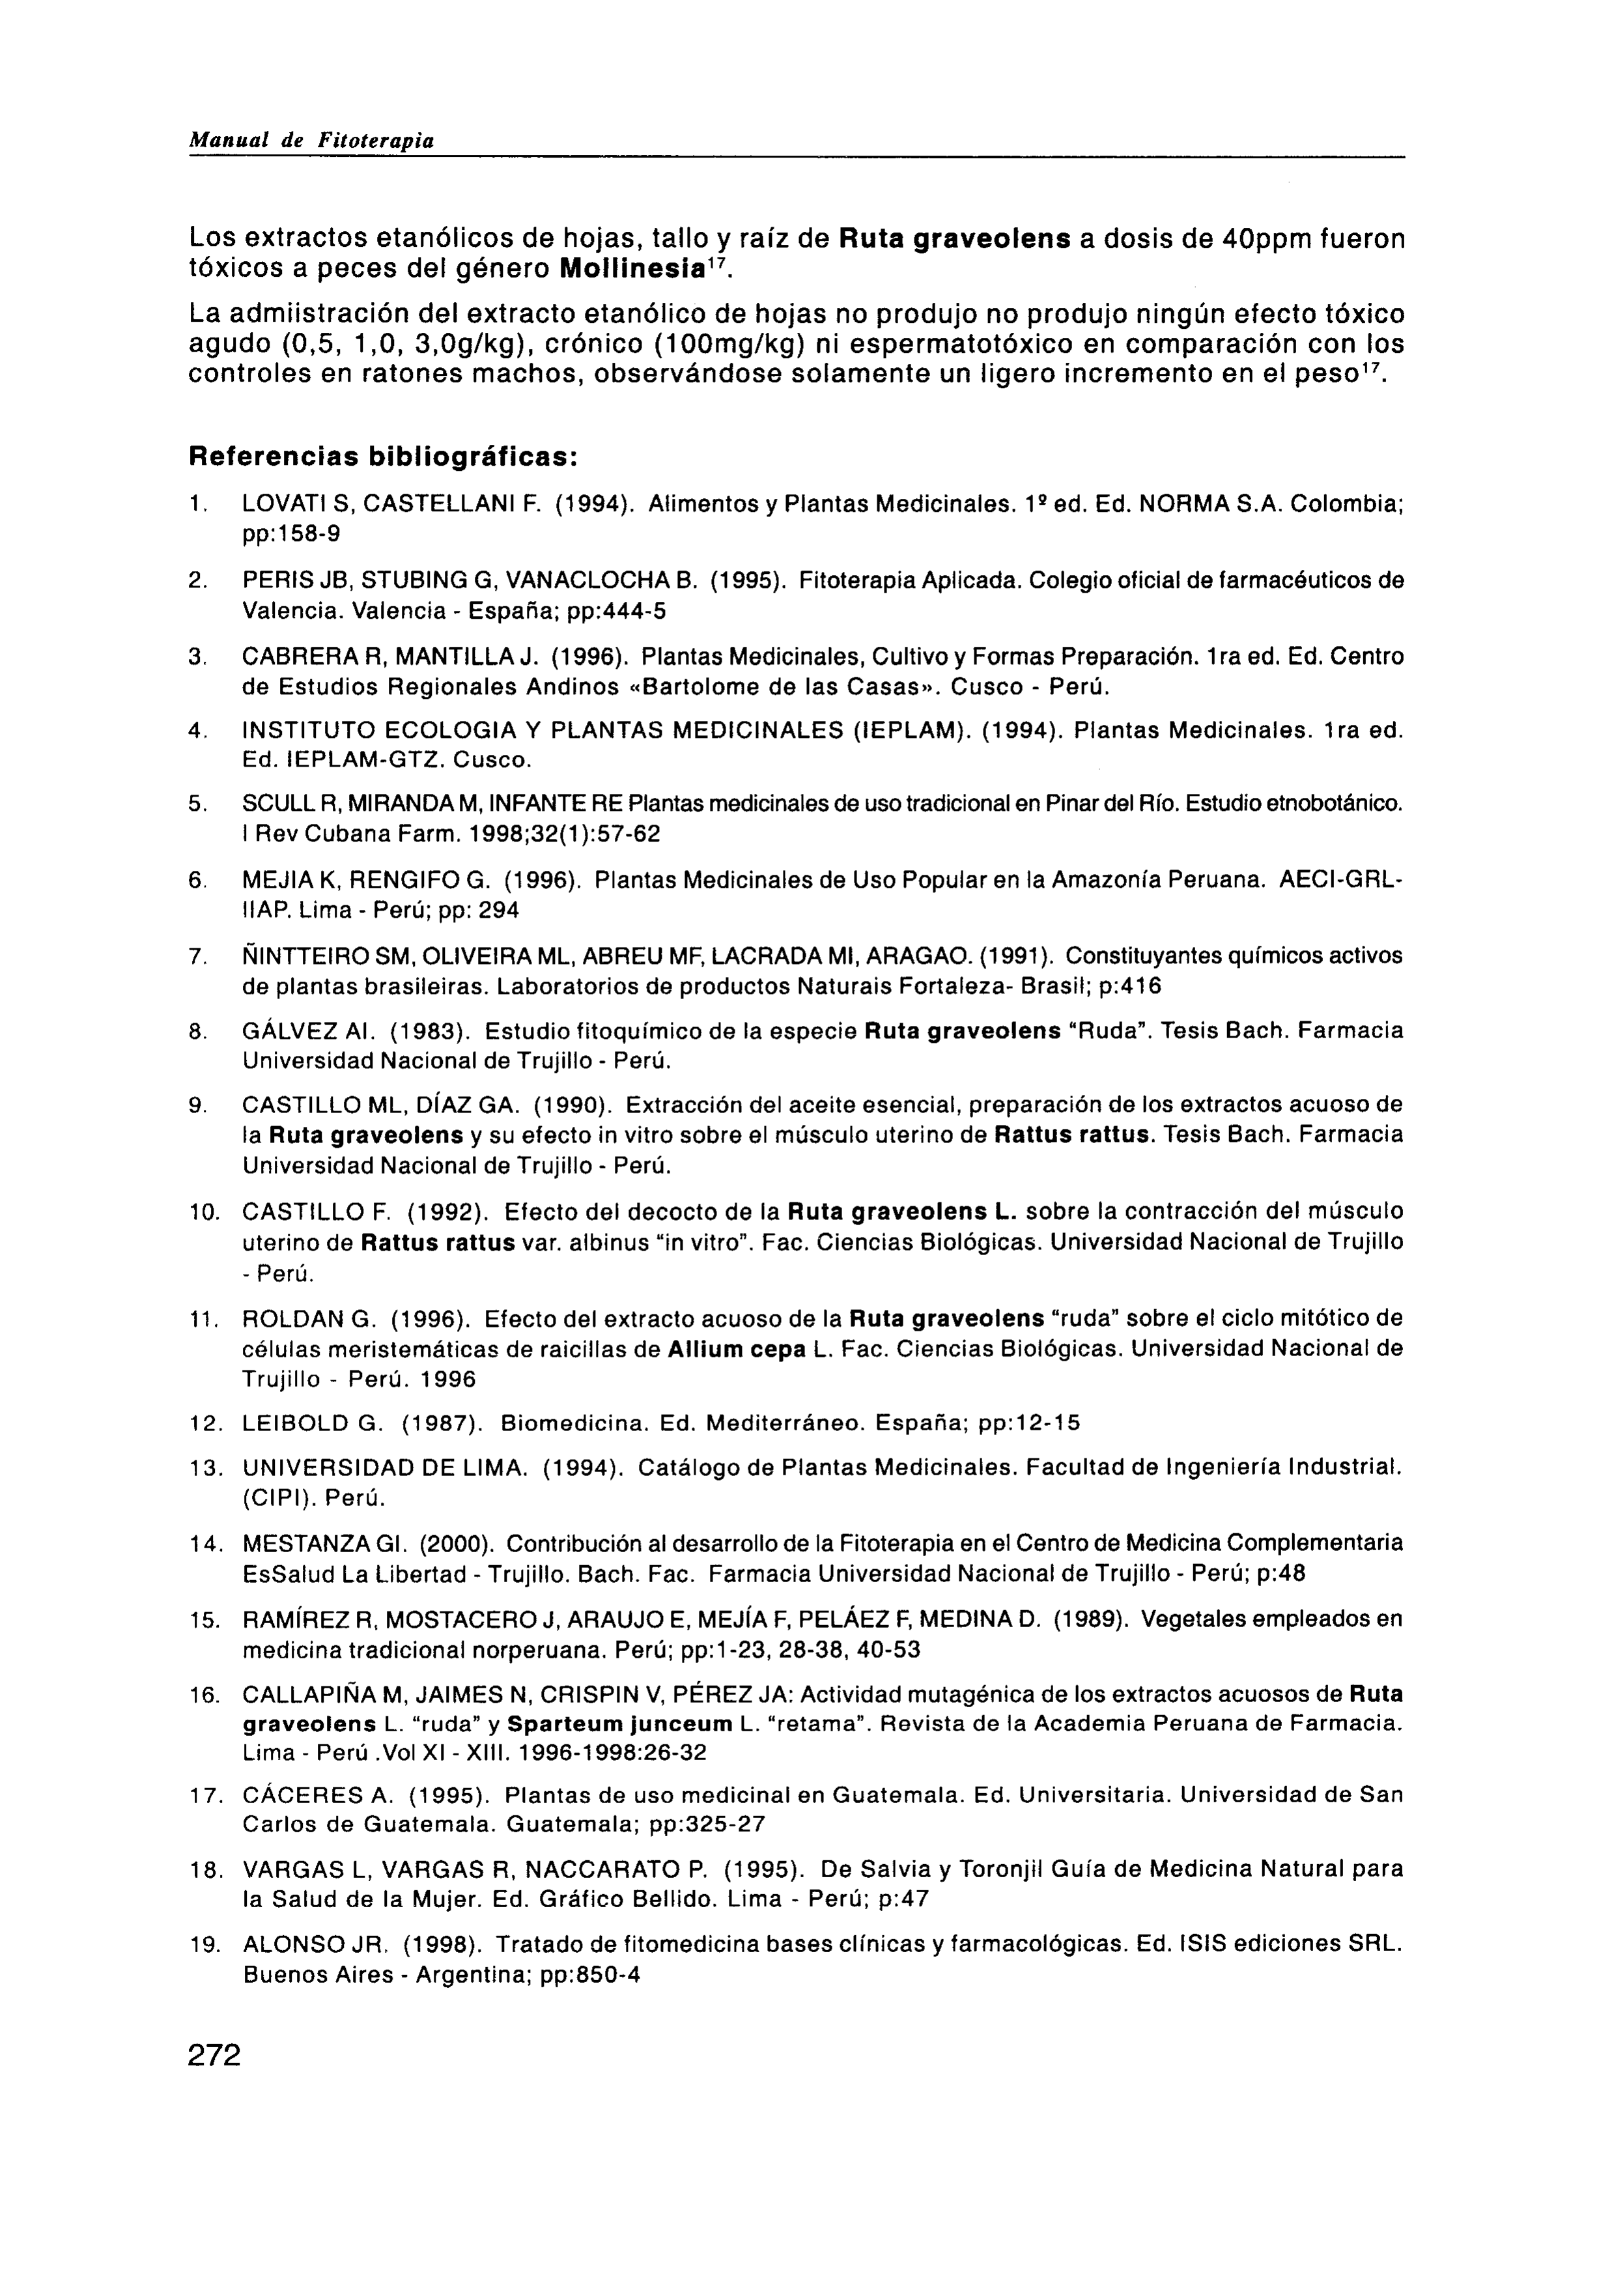 Manual de Fitoterapia
Los extractos etanólicos de hojas, tallo y raíz de Ruta graveolens a dosis de 40ppm fueron
tóxicos a peces del género Mollinesia¹⁷.
La admiistración del extracto etanólico de hojas no produjo no produjo ningún efecto tóxico
agudo (0,5, 1,0, 3,0g/kg), crónico (100mg/kg) ni espermatotóxico en comparación con los
controles en ratones machos, observándose solamente un ligero incremento en el peso¹⁷.
Referencias bibliográficas:
1. LOVATI S, CASTELLANI F. (1994). Alimentos y Plantas Medicinales. 1º ed. Ed. NORMA S.A. Colombia;
pp:158-9
2. PERIS JB, STUBING G, VANACLOCHA B. (1995). Fitoterapia Aplicada. Colegio oficial de farmacéuticos de
Valencia. Valencia - España; pp:444-5
3. CABRERA R, MANTILLA J. (1996). Plantas Medicinales, Cultivo y Formas Preparación. 1ra ed. Ed. Centro
de Estudios Regionales Andinos «Bartolome de las Casas». Cusco - Perú.
4. INSTITUTO ECOLOGIA Y PLANTAS MEDICINALES (IEPLAM). (1994). Plantas Medicinales. 1ra ed.
Ed. IEPLAM-GTZ. Cusco.
5. SCULL R, MIRANDA M, INFANTE RE Plantas medicinales de uso tradicional en Pinar del Río. Estudio etnobotánico.
I Rev Cubana Farm. 1998;32(1):57-62
6. MEJIA K, RENGIFO G. (1996). Plantas Medicinales de Uso Popular en la Amazonía Peruana. AECI-GRL-
IIAP. Lima - Perú; pp: 294
7. ÑINTTEIRO SM, OLIVEIRA ML, ABREU MF, LACRADA MI, ARAGAO. (1991). Constituyantes químicos activos
de plantas brasileiras. Laboratorios de productos Naturais Fortaleza- Brasil; p:416
8. GÁLVEZ AI. (1983). Estudio fitoquímico de la especie Ruta graveolens "Ruda". Tesis Bach. Farmacia
Universidad Nacional de Trujillo - Perú.
9. CASTILLO ML, DÍAZ GA. (1990). Extracción del aceite esencial, preparación de los extractos acuoso de
la Ruta graveolens y su efecto in vitro sobre el músculo uterino de Rattus rattus. Tesis Bach. Farmacia
Universidad Nacional de Trujillo - Perú.
10. CASTILLO F. (1992). Efecto del decocto de la Ruta graveolens L. sobre la contracción del músculo
uterino de Rattus rattus var. albinus "in vitro". Fac. Ciencias Biológicas. Universidad Nacional de Trujillo
- Perú.
11. ROLDAN G. (1996). Efecto del extracto acuoso de la Ruta graveolens "ruda" sobre el ciclo mitótico de
células meristemáticas de raicillas de Allium cepa L. Fac. Ciencias Biológicas. Universidad Nacional de
Trujillo - Perú. 1996
12. LEIBOLD G. (1987). Biomedicina. Ed. Mediterráneo. España; pp:12-15
13. UNIVERSIDAD DE LIMA. (1994). Catálogo de Plantas Medicinales. Facultad de Ingeniería Industrial.
(CIPI). Perú.
14. MESTANZA GI. (2000). Contribución al desarrollo de la Fitoterapia en el Centro de Medicina Complementaria
EsSalud La Libertad - Trujillo. Bach. Fac. Farmacia Universidad Nacional de Trujillo - Perú; p:48
15. RAMÍREZ R, MOSTACERO J, ARAUJO E, MEJÍA F, PELÁEZ F, MEDINA D. (1989). Vegetales empleados en
medicina tradicional norperuana. Perú; pp:1-23, 28-38, 40-53
16. CALLAPIÑA M, JAIMES N, CRISPIN V, PÉREZ JA: Actividad mutagénica de los extractos acuosos de Ruta
graveolens L. "ruda" y Sparteum junceum L. "retama". Revista de la Academia Peruana de Farmacia.
Lima - Perú .Vol XI - XIII. 1996-1998:26-32
17. CÁCERES A. (1995). Plantas de uso medicinal en Guatemala. Ed. Universitaria. Universidad de San
Carlos de Guatemala. Guatemala; pp:325-27
18. VARGAS L, VARGAS R, NACCARATO P. (1995). De Salvia y Toronjil Guía de Medicina Natural para
la Salud de la Mujer. Ed. Gráfico Bellido. Lima - Perú; p:47
19. ALONSO JR. (1998). Tratado de fitomedicina bases clínicas y farmacológicas. Ed. ISIS ediciones SRL.
Buenos Aires - Argentina; pp:850-4
272